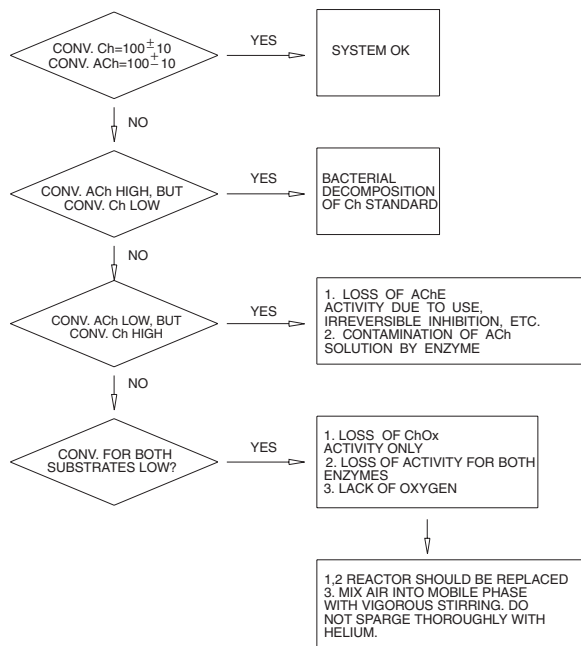 CONV. Ch=100 ± 10
CONV. ACh=100 ± 10
YES
SYSTEM OK
NO
CONV. ACh HIGH, BUT
CONV. Ch LOW
YES
BACTERIAL
DECOMPOSITION
OF Ch STANDARD
NO
CONV. ACh LOW, BUT
CONV. Ch HIGH
YES
1. LOSS OF AChE
ACTIVITY DUE TO USE,
IRREVERSIBLE INHIBITION, ETC.
2. CONTAMINATION OF ACh
SOLUTION BY ENZYME
NO
CONV. FOR BOTH
SUBSTRATES LOW?
YES
1. LOSS OF ChOx
ACTIVITY ONLY
2. LOSS OF ACTIVITY FOR BOTH
ENZYMES
3. LACK OF OXYGEN
1,2 REACTOR SHOULD BE REPLACED
3. MIX AIR INTO MOBILE PHASE
WITH VIGOROUS STIRRING. DO
NOT SPARGE THOROUGHLY WITH
HELIUM.